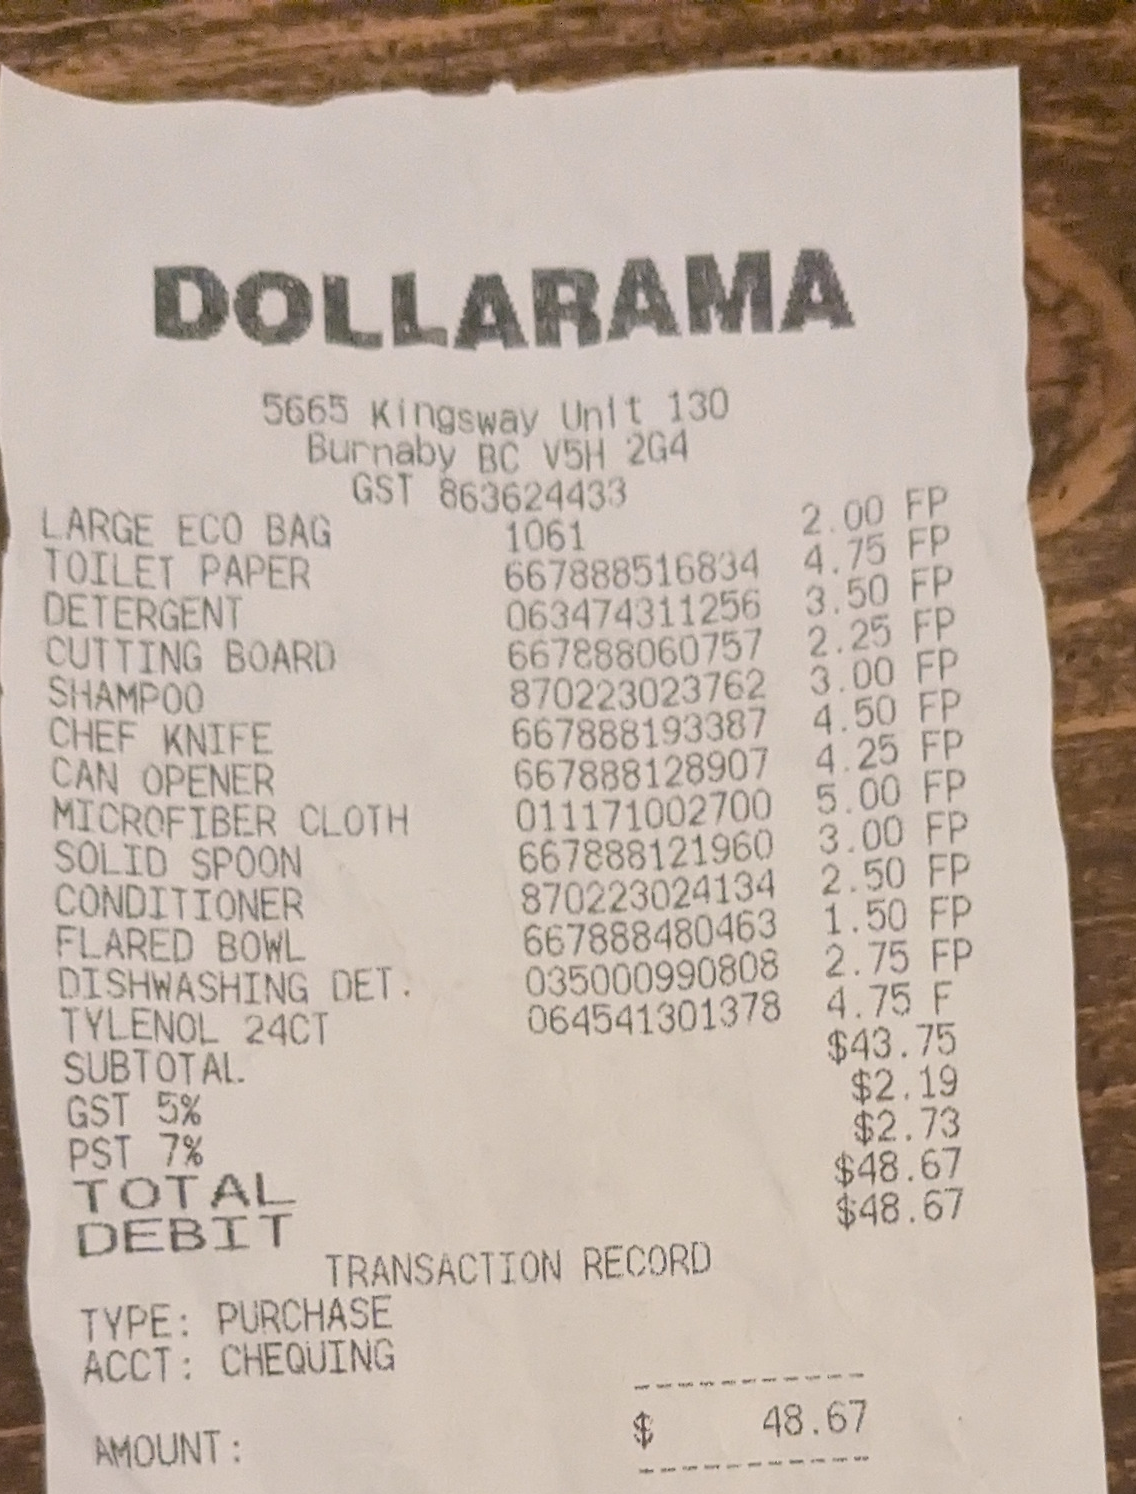 DOLLARAMA
5665 Kingsway Unit 130
Burnaby BC V5H 2G4
GST 863624433
LARGE ECO BAG 1061 2.00 FP
TOILET PAPER 667888516834 4.75 FP
DETERGENT 063474311256 3.50 FP
CUTTING BOARD 667888060757 2.25 FP
SHAMPOO 870223023762 3.00 FP
CHEF KNIFE 667888193387 4.50 FP
CAN OPENER 667888128907 4.25 FP
MICROFIBER CLOTH 011171002700 5.00 FP
SOLID SPOON 667888121960 3.00 FP
CONDITIONER 870223024134 2.50 FP
FLARED BOWL 667888480463 1.50 FP
DISHWASHING DET. 035000990808 2.75 FP
TYLENOL 24CT 064541301378 4.75 F
SUBTOTAL $43.75
GST 5% $2.19
PST 7% $2.73
TOTAL $48.67
DEBIT $48.67
TRANSACTION RECORD
TYPE: PURCHASE
ACCT: CHEQUING
AMOUNT: $ 48.67